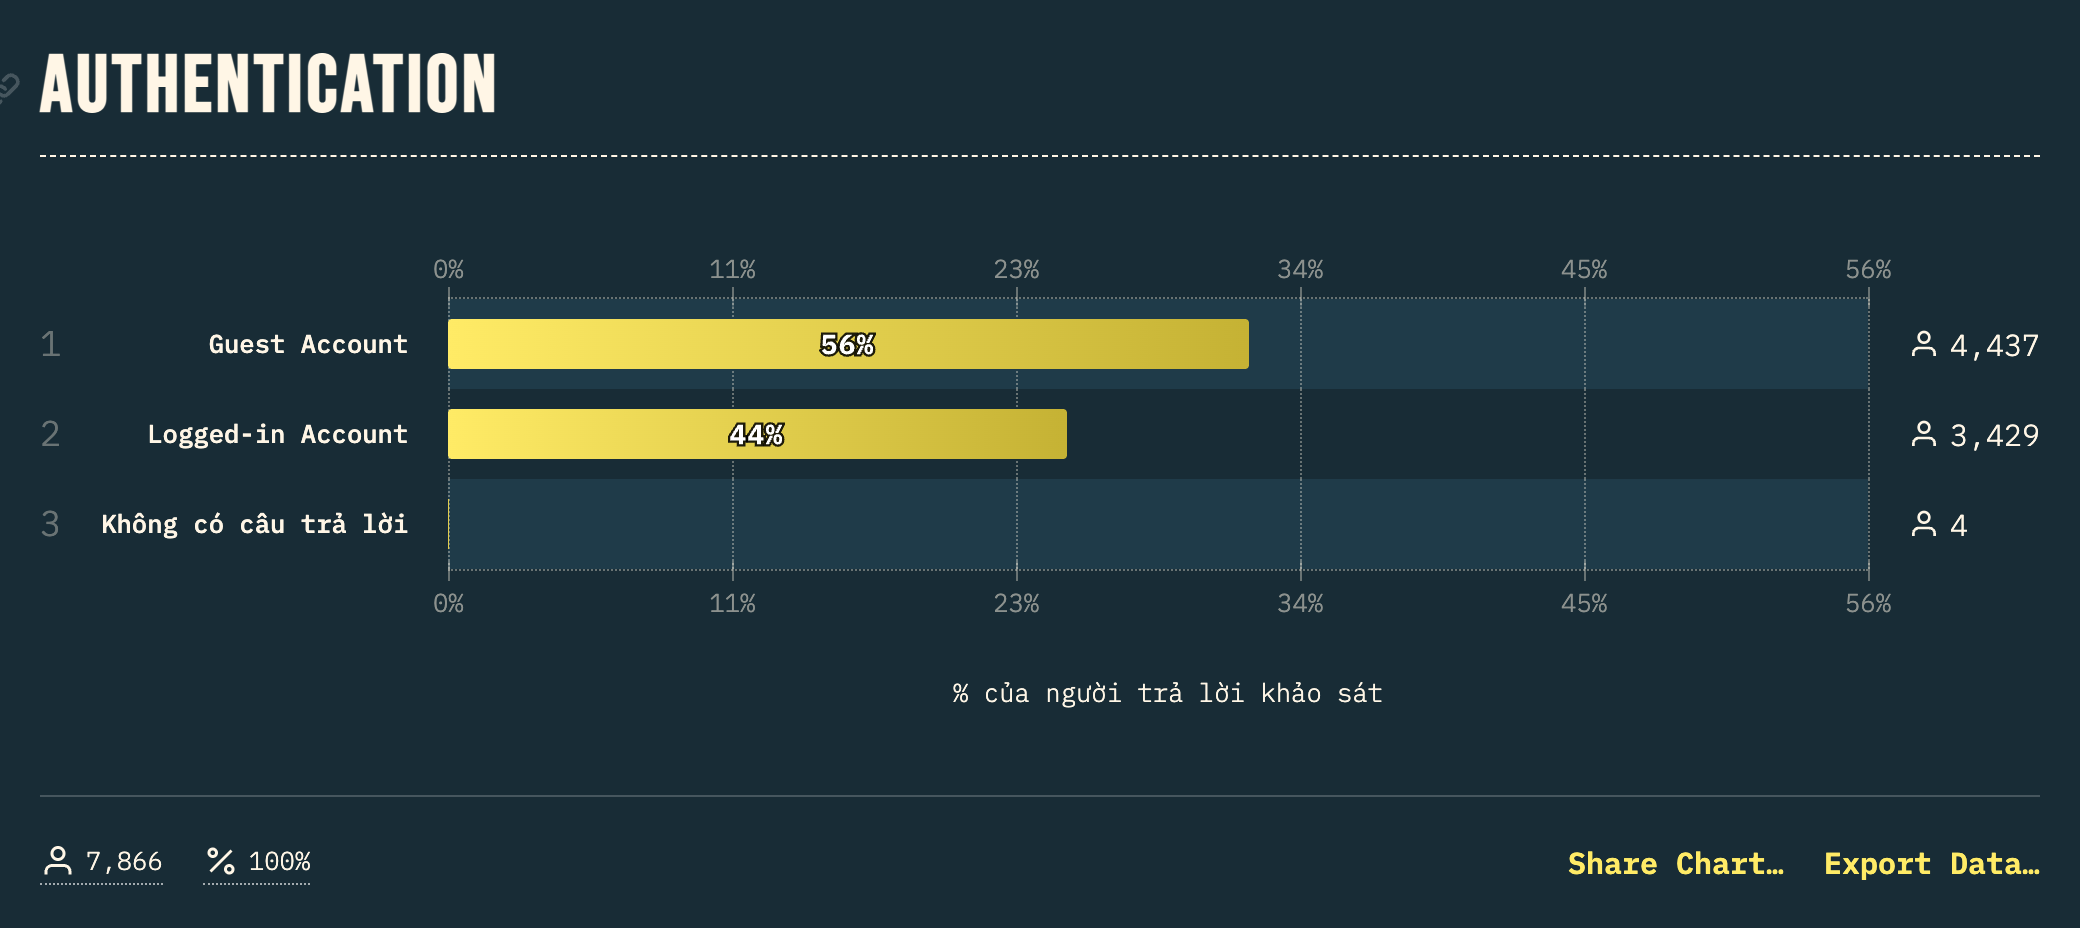 AUTHENTICATION
0% 11% 23% 34% 45% 56%
1 Guest Account 56% 4,437
2 Logged-in Account 44% 3,429
3 Không có câu trả lời 4
0% 11% 23% 34% 45% 56%
% của người trả lời khảo sát
7,866 100% Share Chart… Export Data…